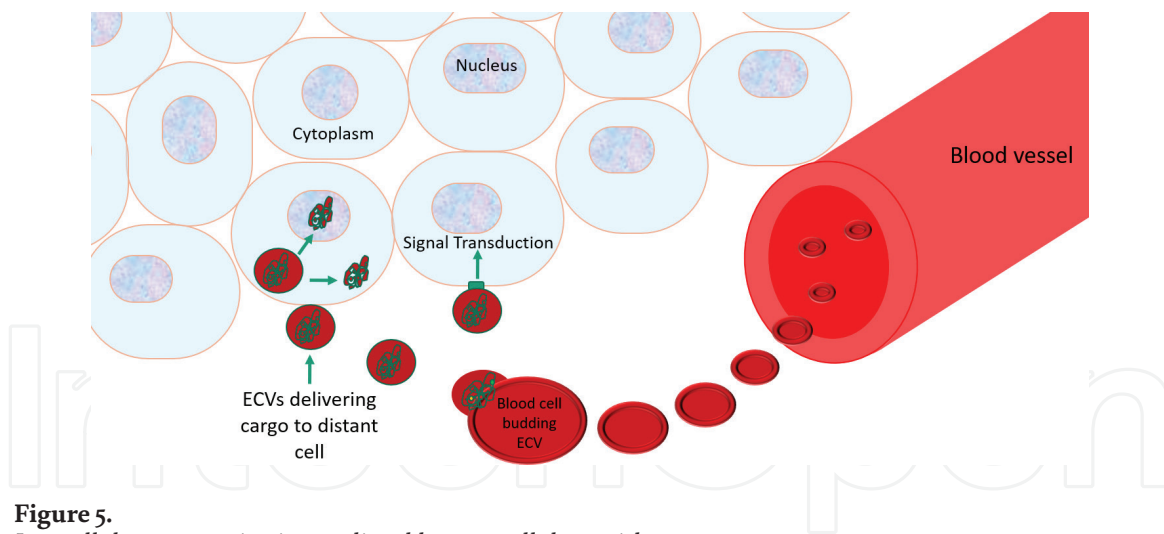 Nucleus
Cytoplasm
Blood vessel
Signal Transduction
ECVs delivering
cargo to distant
cell
Blood cell
budding
ECV
Figure 5.